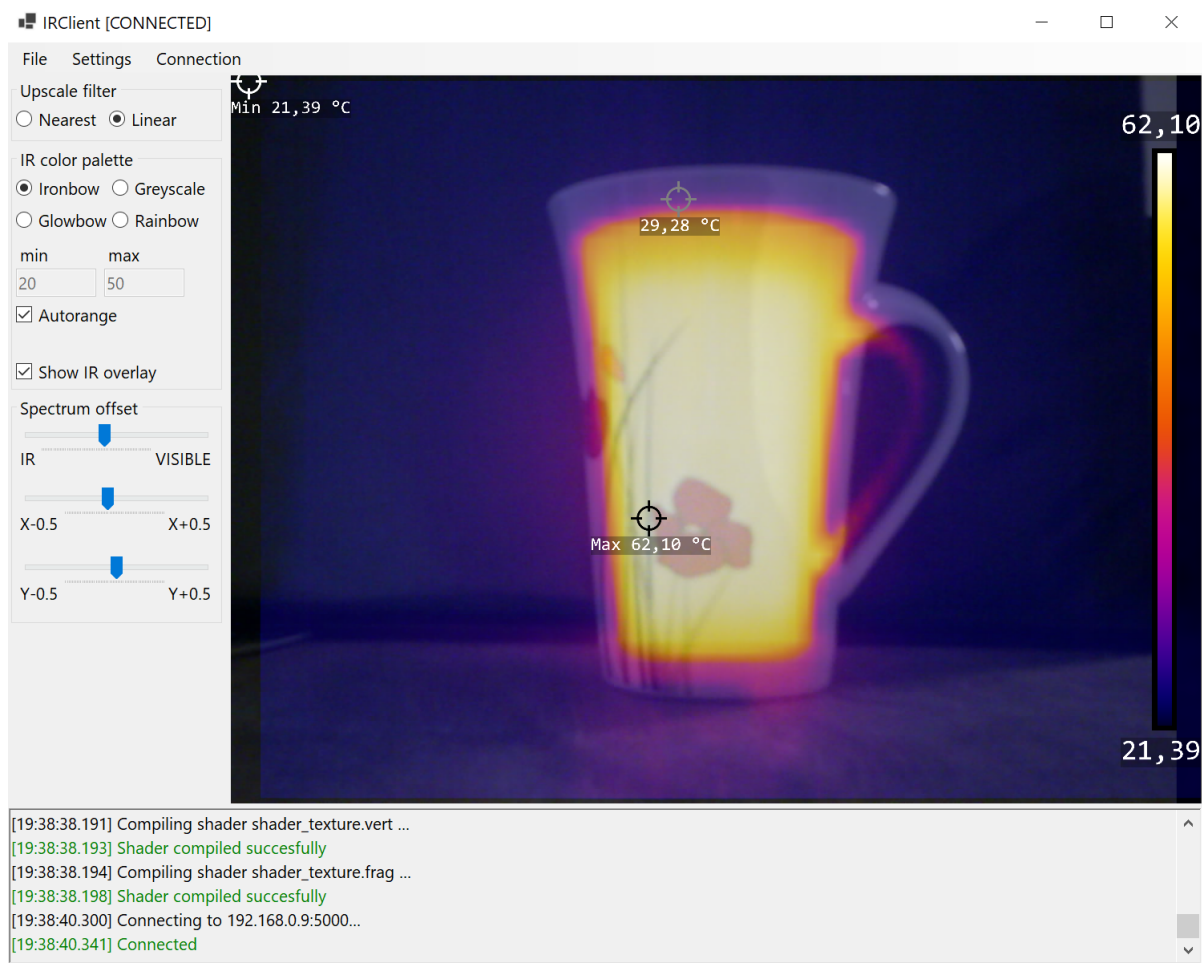 IRClient [CONNECTED]
File Settings Connection
Upscale filter
Nearest Linear
IR color palette
Ironbow Greyscale
Glowbow Rainbow
min max
20 50
Autorange
Show IR overlay
Spectrum offset
IR VISIBLE
X-0.5 X+0.5
Y-0.5 Y+0.5
Min 21,39 °C
29,28 °C
Max 62,10 °C
62,10
21,39
[19:38:38.191] Compiling shader shader_texture.vert ...
[19:38:38.193] Shader compiled succesfully
[19:38:38.194] Compiling shader shader_texture.frag ...
[19:38:38.198] Shader compiled succesfully
[19:38:40.300] Connecting to 192.168.0.9:5000...
[19:38:40.341] Connected